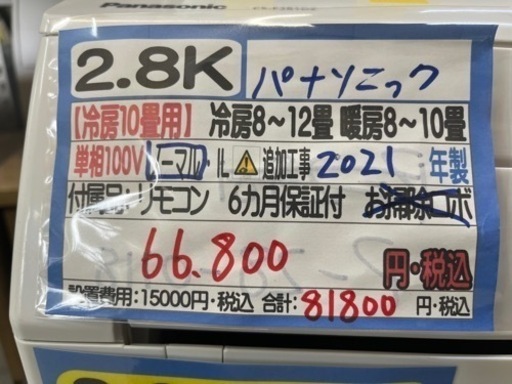 Panasonic
2.8K パナソニック
【冷房10畳用】 冷房8～12畳 暖房8～10畳
単相100V ノーマル・IL 追加工事 2021 年製
付属品:リモコン 6カ月保証付 お掃除ロボ
66.800 円・税込
設置費用:15000円・税込 合計:81800 円・税込